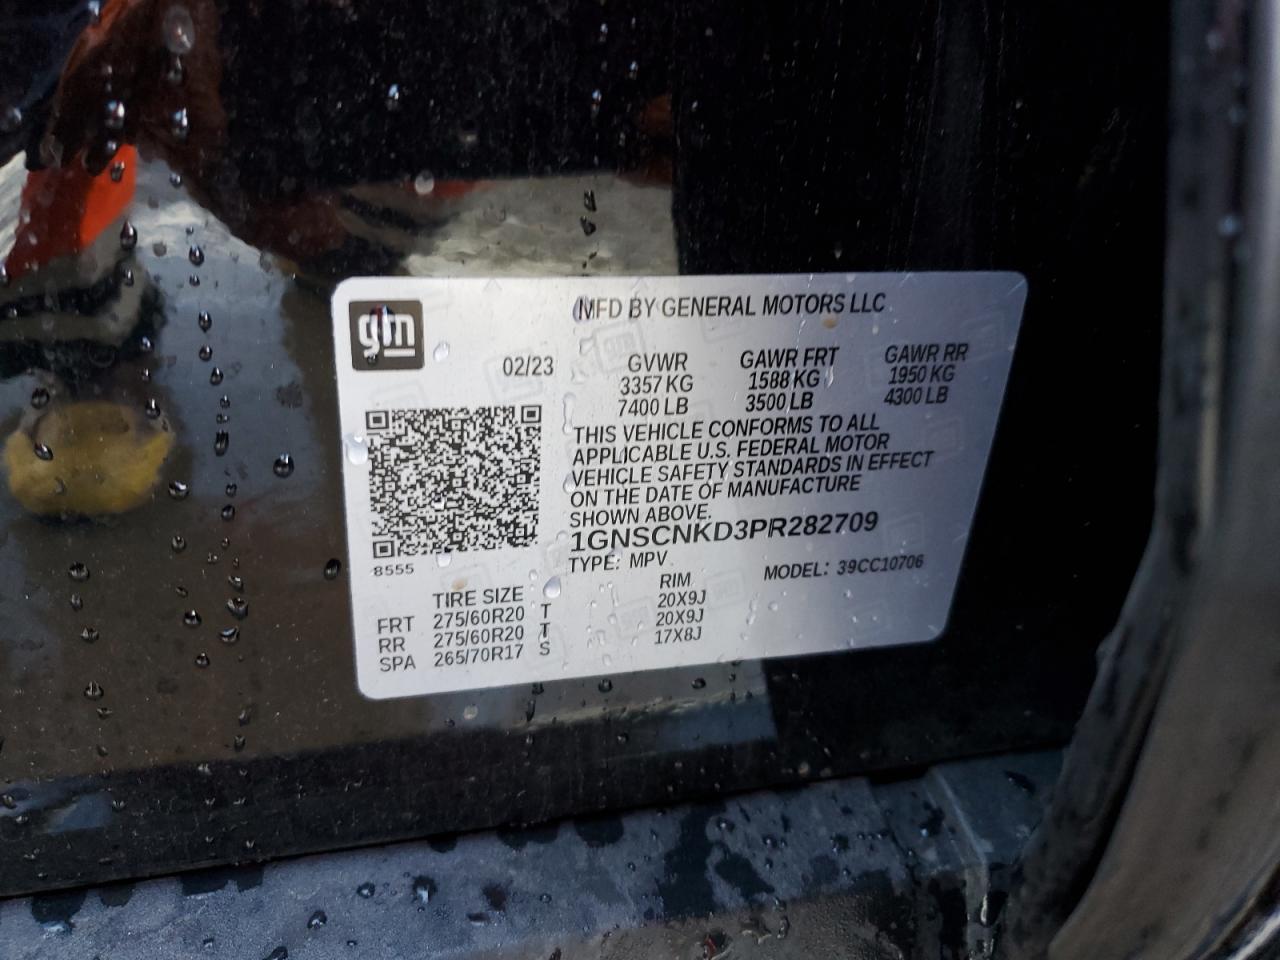 gm
MFD BY GENERAL MOTORS LLC
02/23 GVWR GAWR FRT GAWR RR
3357 KG 1588 KG 1950 KG
7400 LB 3500 LB 4300 LB
THIS VEHICLE CONFORMS TO ALL
APPLICABLE U.S. FEDERAL MOTOR
VEHICLE SAFETY STANDARDS IN EFFECT
ON THE DATE OF MANUFACTURE
SHOWN ABOVE.
1GNSCNKD3PR282709
TYPE: MPV MODEL: 39CC10706
8555
TIRE SIZE RIM
FRT 275/60R20 T 20X9J
RR 275/60R20 T 20X9J
SPA 265/70R17 S 17X8J